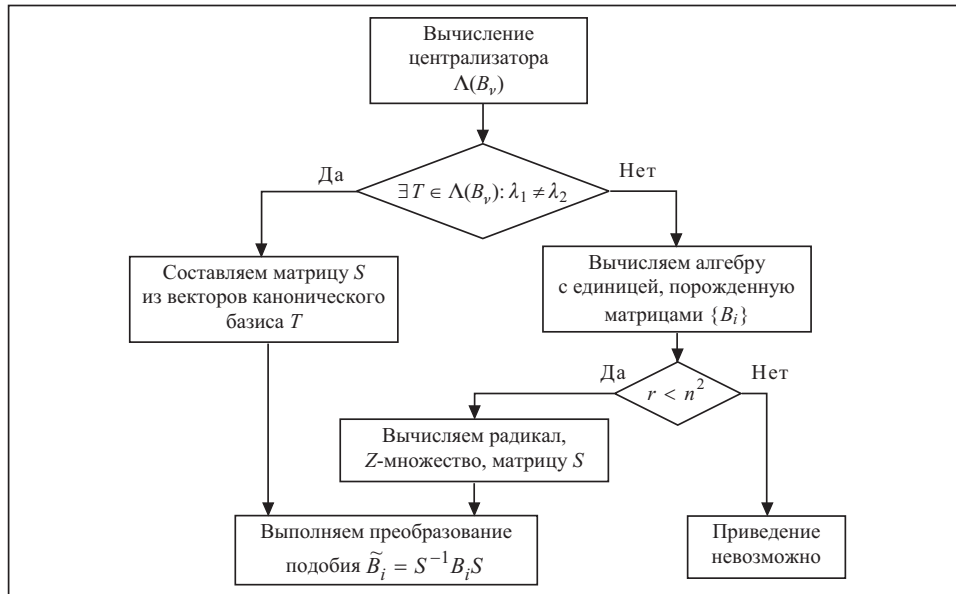 Вычисление
централизатора
Λ(B_ν)
Да
Нет
∃ T ∈ Λ(B_ν): λ₁ ≠ λ₂
Составляем матрицу S
из векторов канонического
базиса T
Вычисляем алгебру
с единицей, порожденную
матрицами {B_i}
Да
Нет
r < n²
Вычисляем радикал,
Z-множество, матрицу S
Выполняем преобразование
подобия B̃_i = S⁻¹B_iS
Приведение
невозможно